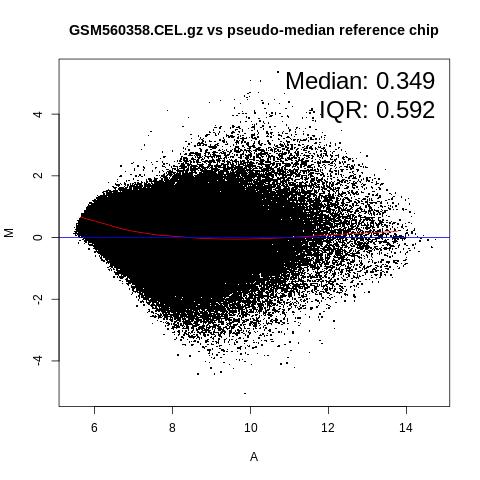 GSM560358.CEL.gz vs pseudo-median reference chip
Median: 0.349
IQR: 0.592
4
2
0
-2
-4
M
6 8 10 12 14
A